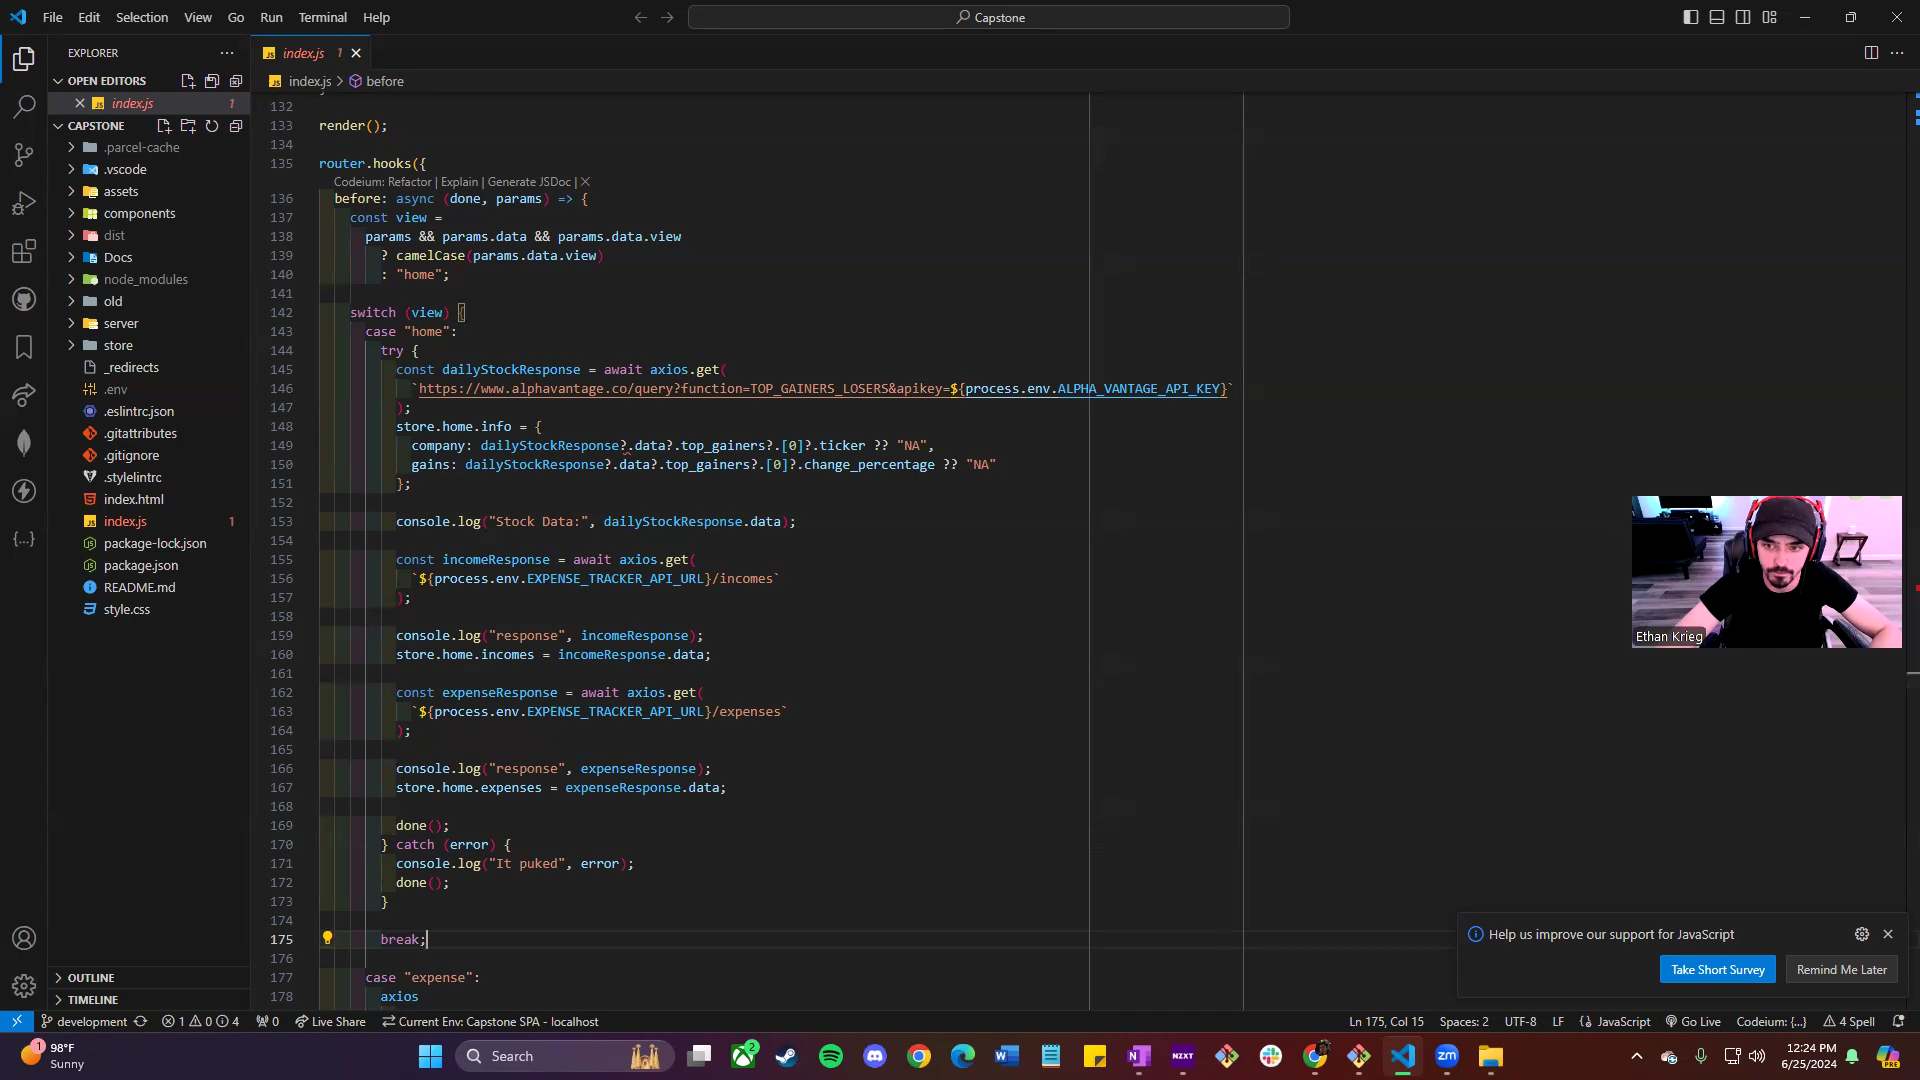 File Edit Selection View Go Run Terminal Help
Capstone
EXPLORER
index.js 1
OPEN EDITORS
index.js > before
index.js 1
CAPSTONE
.parcel-cache
.vscode
assets
components
dist
Docs
node_modules
old
server
store
_redirects
.env
.eslintrc.json
.gitattributes
.gitignore
.stylelintrc
index.html
index.js 1
package-lock.json
package.json
README.md
style.css
OUTLINE
TIMELINE
132
133 render();
134
135 router.hooks({
Codeium: Refactor | Explain | Generate JSDoc | X
136 before: async (done, params) => {
137 const view =
138 params && params.data && params.data.view
139 ? camelCase(params.data.view)
140 : "home";
141
142 switch (view) {
143 case "home":
144 try {
145 const dailyStockResponse = await axios.get(
146 `https://www.alphavantage.co/query?function=TOP_GAINERS_LOSERS&apikey=${process.env.ALPHA_VANTAGE_API_KEY}`
147 );
148 store.home.info = {
149 company: dailyStockResponse?.data?.top_gainers?.[0]?.ticker ?? "NA",
150 gains: dailyStockResponse?.data?.top_gainers?.[0]?.change_percentage ?? "NA"
151 };
152
153 console.log("Stock Data:", dailyStockResponse.data);
154
155 const incomeResponse = await axios.get(
156 `${process.env.EXPENSE_TRACKER_API_URL}/incomes`
157 );
158
159 console.log("response", incomeResponse);
160 store.home.incomes = incomeResponse.data;
161
162 const expenseResponse = await axios.get(
163 `${process.env.EXPENSE_TRACKER_API_URL}/expenses`
164 );
165
166 console.log("response", expenseResponse);
167 store.home.expenses = expenseResponse.data;
168
169 done();
170 } catch (error) {
171 console.log("It puked", error);
172 done();
173 }
174
175 break;
176
177 case "expense":
178 axios
Ethan Krieg
Help us improve our support for JavaScript
Take Short Survey Remind Me Later
development 1 0 4 0 Live Share Current Env: Capstone SPA - localhost Ln 175, Col 15 Spaces: 2 UTF-8 LF JavaScript Go Live Codeium: {...} 4 Spell
1 98°F
Sunny
Search
2
NZXT
zm
12:24 PM
6/25/2024
PRE